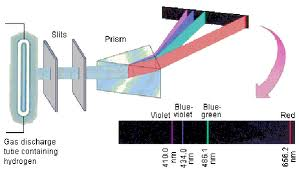 Slits
Prism
Gas discharge
tube containing
hydrogen
Violet
Blue-
violet
Blue-
green
Red
410.0
nm
434.0
nm
486.1
nm
656.2
nm